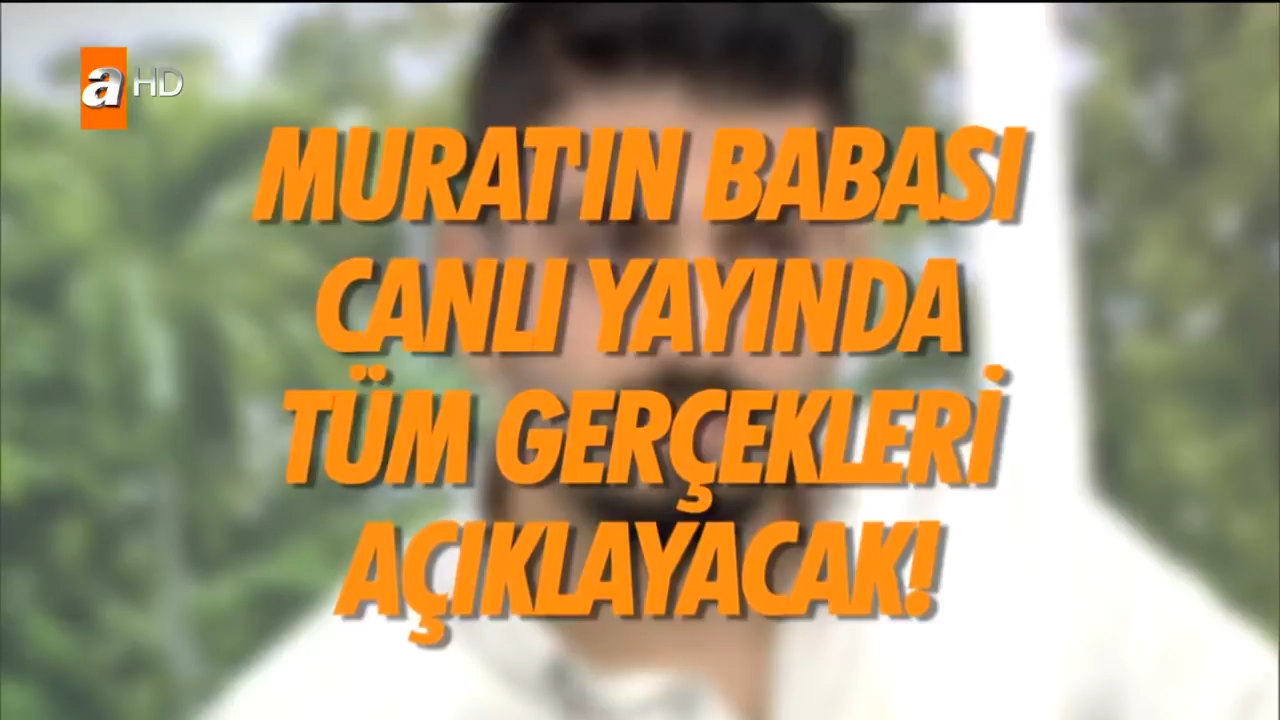 a HD
MURAT'IN BABASI
CANLI YAYINDA
TÜM GERÇEKLERİ
AÇIKLAYACAK!